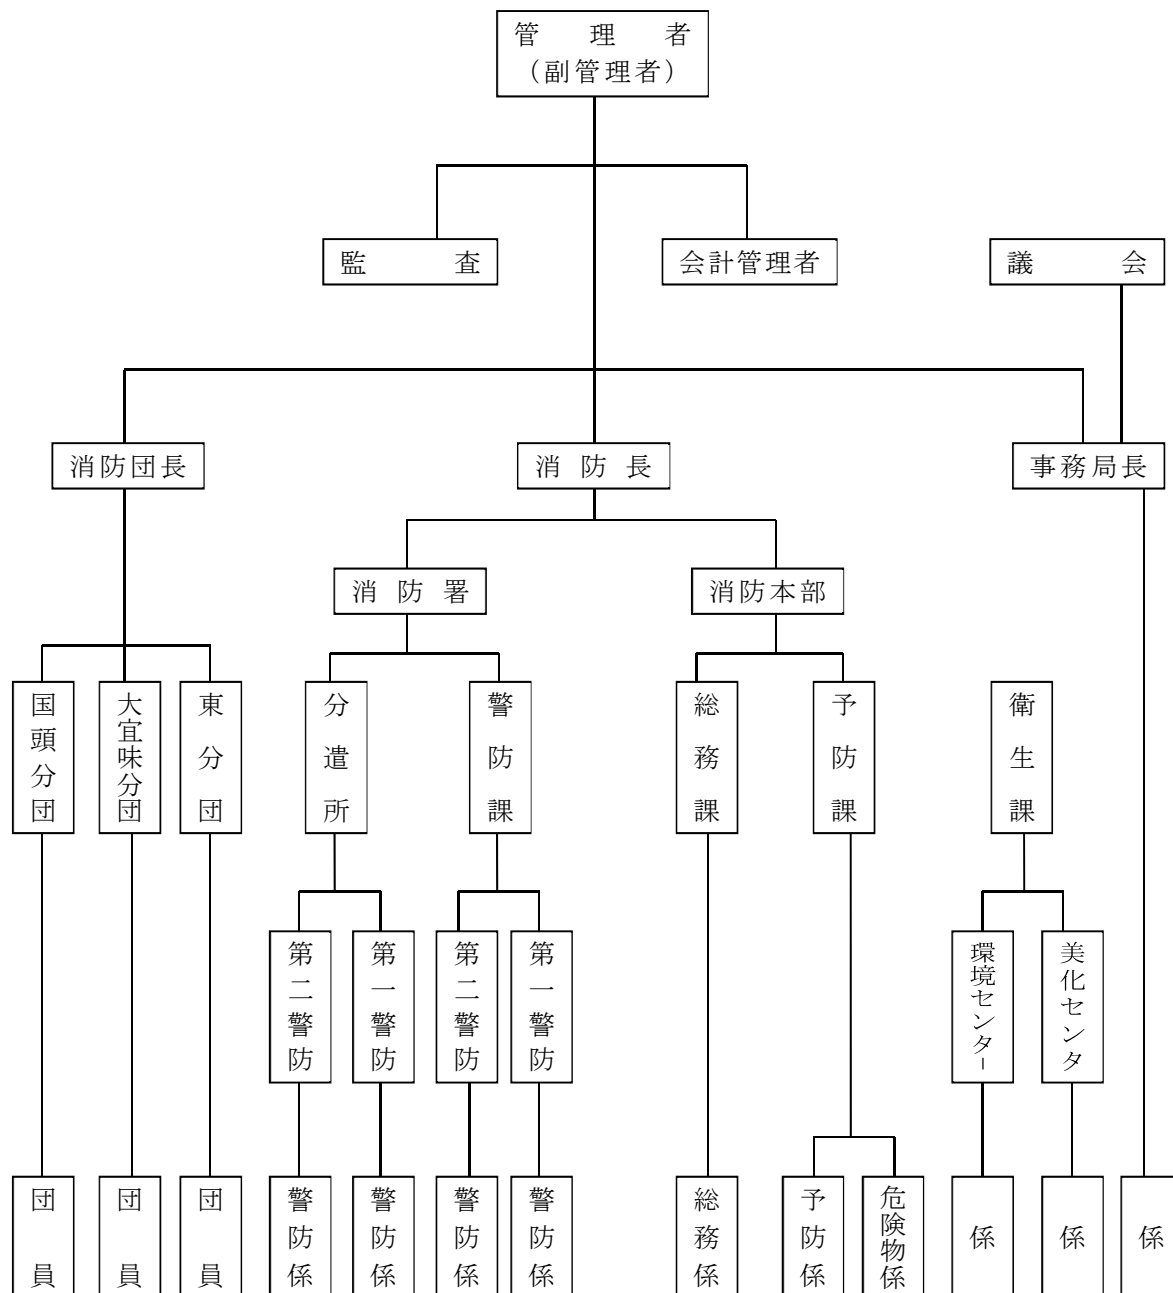 管理者
（副管理者）
監査
会計管理者
議会
消防団長
消防長
事務局長
消防署
消防本部
国頭分団
大宜味分団
東分団
分遣所
警防課
総務課
予防課
衛生課
第二警防
第一警防
第二警防
第一警防
環境センター
美化センタ
団員
団員
団員
警防係
警防係
警防係
警防係
総務係
予防係
危険物係
係
係
係